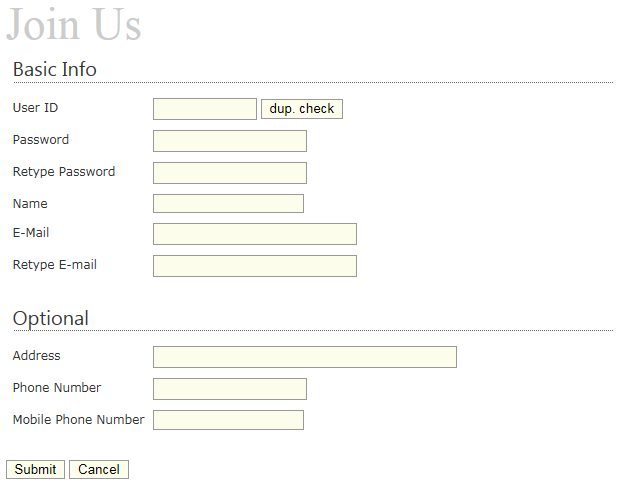 Join Us
Basic Info
User ID dup. check
Password
Retype Password
Name
E-Mail
Retype E-mail
Optional
Address
Phone Number
Mobile Phone Number
Submit Cancel